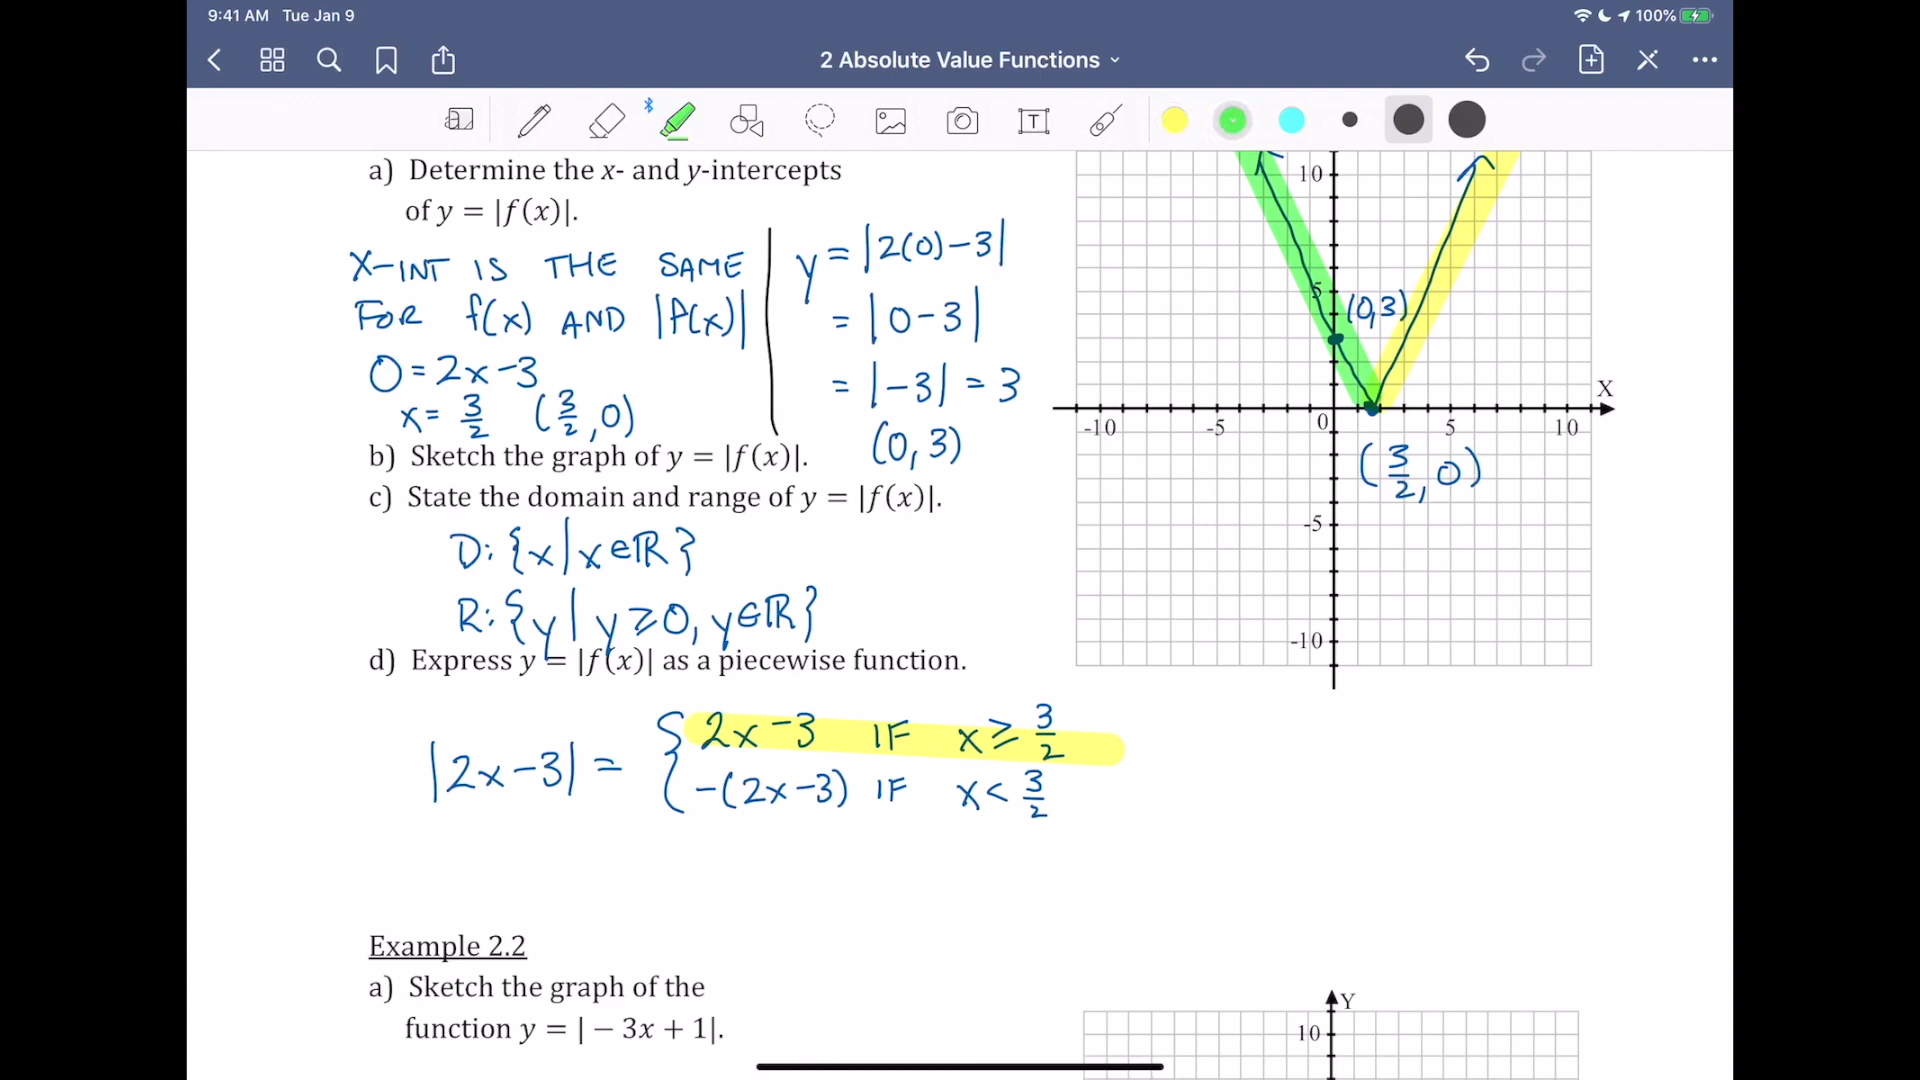 9:41 AM Tue Jan 9
100%
2 Absolute Value Functions
T
a) Determine the x- and y-intercepts
of y = |f(x)|.
X-INT IS THE SAME
FOR f(x) AND |f(x)|
0=2x-3
x= 3/2 (3/2,0)
y = |2(0)-3|
= |0-3|
= |-3| = 3
(0,3)
b) Sketch the graph of y = |f(x)|.
c) State the domain and range of y = |f(x)|.
D: {x|x∈ℝ}
R: {y|y≥0, y∈ℝ}
d) Express y = |f(x)| as a piecewise function.
|2x-3| = { 2x-3 IF x≥ 3/2
-(2x-3) IF x< 3/2
10
5
(0,3)
X
-10 -5 0 5 10
(3/2,0)
-5
-10
Example 2.2
a) Sketch the graph of the
function y = | − 3x + 1|.
Y
10